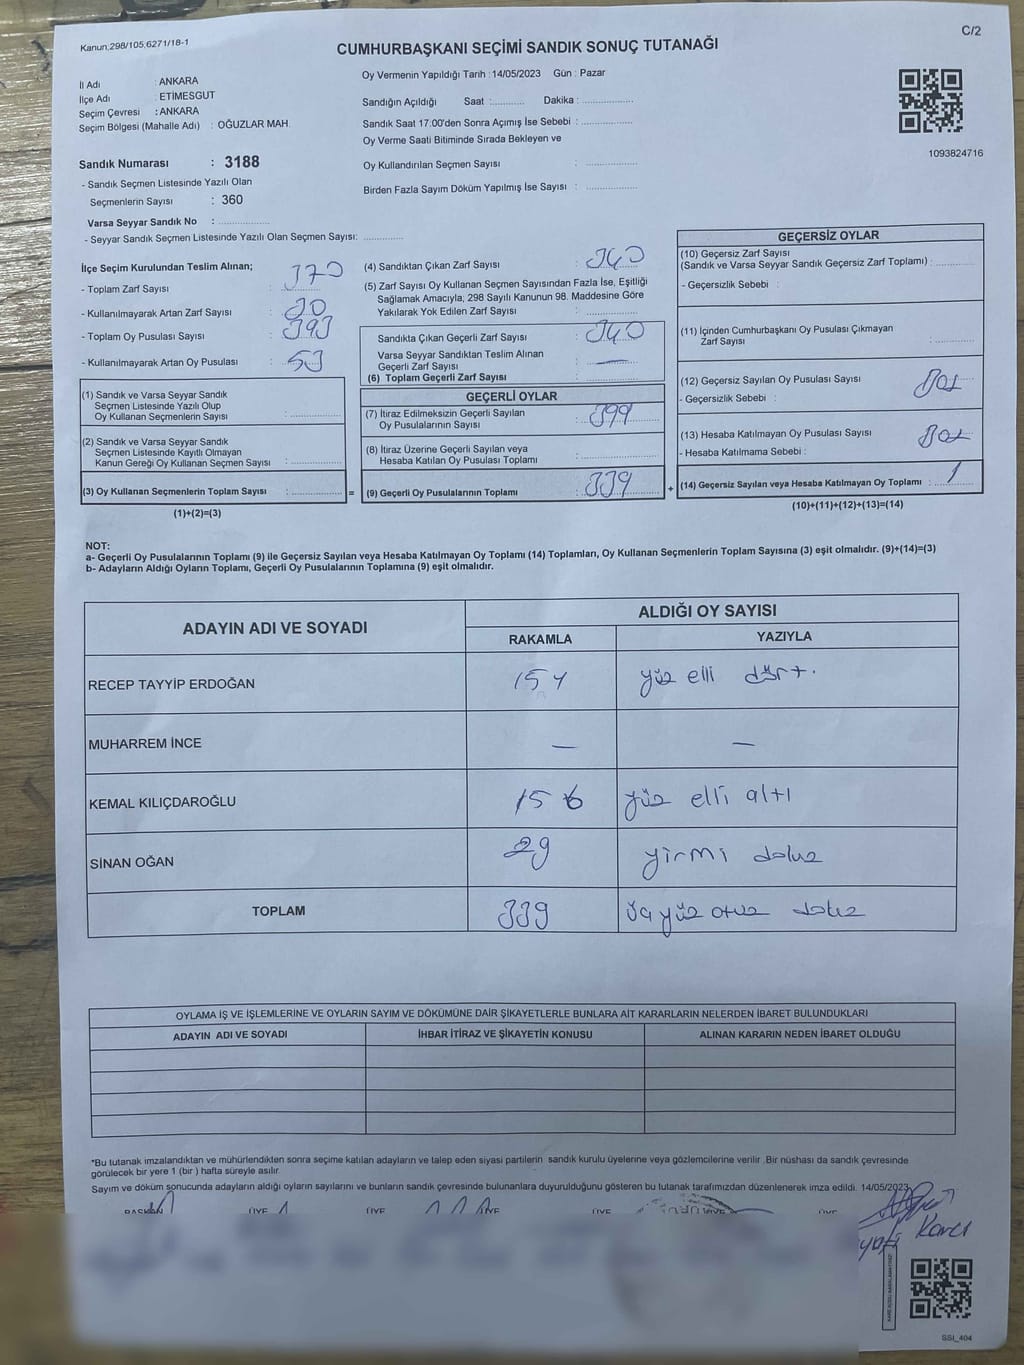 Kanun,298/105,6271/18-1
C/2
CUMHURBAŞKANI SEÇİMİ SANDIK SONUÇ TUTANAĞI
İl Adı : ANKARA
İlçe Adı : ETİMESGUT
Seçim Çevresi : ANKARA
Seçim Bölgesi (Mahalle Adı) : OĞUZLAR MAH.
Sandık Numarası : 3188
- Sandık Seçmen Listesinde Yazılı Olan
Seçmenlerin Sayısı : 360
Varsa Seyyar Sandık No : ..................
- Seyyar Sandık Seçmen Listesinde Yazılı Olan Seçmen Sayısı: .............
Oy Vermenin Yapıldığı Tarih :14/05/2023 Gün : Pazar
Sandığın Açıldığı Saat :........... Dakika : .................
Sandık Saat 17:00'den Sonra Açımış İse Sebebi : .................
Oy Verme Saati Bitiminde Sırada Bekleyen ve
Oy Kullandırılan Seçmen Sayısı : .................
Birden Fazla Sayım Döküm Yapılmış İse Sayısı : .................
1093824716
İlçe Seçim Kurulundan Teslim Alınan;
- Toplam Zarf Sayısı : 370
- Kullanılmayarak Artan Zarf Sayısı : 30
- Toplam Oy Pusulası Sayısı : 393
- Kullanılmayarak Artan Oy Pusulası : 53
(1) Sandık ve Varsa Seyyar Sandık
Seçmen Listesinde Yazılı Olup
Oy Kullanan Seçmenlerin Sayısı : .................
(2) Sandık ve Varsa Seyyar Sandık
Seçmen Listesinde Kayıtlı Olmayan
Kanun Gereği Oy Kullanan Seçmen Sayısı : .................
(3) Oy Kullanan Seçmenlerin Toplam Sayısı : ................. =
(1)+(2)=(3)
(4) Sandıktan Çıkan Zarf Sayısı : 340
(5) Zarf Sayısı Oy Kullanan Seçmen Sayısından Fazla İse, Eşitliği
Sağlamak Amacıyla, 298 Sayılı Kanunun 98. Maddesine Göre
Yakılarak Yok Edilen Zarf Sayısı : .................
Sandıkta Çıkan Geçerli Zarf Sayısı : 340
Varsa Seyyar Sandıktan Teslim Alınan
Geçerli Zarf Sayısı : —
(6) Toplam Geçerli Zarf Sayısı : .................
GEÇERLİ OYLAR
(7) İtiraz Edilmeksizin Geçerli Sayılan
Oy Pusulalarının Sayısı :
(8) İtiraz Üzerine Geçerli Sayılan veya
Hesaba Katılan Oy Pusulası Toplamı : .................
(9) Geçerli Oy Pusulalarının Toplamı : 339 +
GEÇERSİZ OYLAR
(10) Geçersiz Zarf Sayısı
(Sandık ve Varsa Seyyar Sandık Geçersiz Zarf Toplamı) : .............
- Geçersizlik Sebebi :
(11) İçinden Cumhurbaşkanı Oy Pusulası Çıkmayan
Zarf Sayısı : .............
(12) Geçersiz Sayılan Oy Pusulası Sayısı :
- Geçersizlik Sebebi :
(13) Hesaba Katılmayan Oy Pusulası Sayısı :
- Hesaba Katılmama Sebebi :
(14) Geçersiz Sayılan veya Hesaba Katılmayan Oy Toplamı : 1
(10)+(11)+(12)+(13)=(14)
NOT:
a- Geçerli Oy Pusulalarının Toplamı (9) ile Geçersiz Sayılan veya Hesaba Katılmayan Oy Toplamı (14) Toplamları, Oy Kullanan Seçmenlerin Toplam Sayısına (3) eşit olmalıdır. (9)+(14)=(3)
b- Adayların Aldığı Oyların Toplamı, Geçerli Oy Pusulalarının Toplamına (9) eşit olmalıdır.
ADAYIN ADI VE SOYADI ALDIĞI OY SAYISI
RAKAMLA YAZIYLA
RECEP TAYYİP ERDOĞAN 154 yüz elli dört.
MUHARREM İNCE — —
KEMAL KILIÇDAROĞLU 156 yüz elli altı
SİNAN OĞAN 29 yirmi dokuz
TOPLAM 339 üçyüz otuz dokuz
OYLAMA İŞ VE İŞLEMLERİNE VE OYLARIN SAYIM VE DÖKÜMÜNE DAİR ŞİKAYETLERLE BUNLARA AİT KARARLARIN NELERDEN İBARET BULUNDUKLARI
ADAYIN ADI VE SOYADI İHBAR İTİRAZ VE ŞİKAYETİN KONUSU ALINAN KARARIN NEDEN İBARET OLDUĞU
*Bu tutanak imzalandıktan ve mühürlendikten sonra seçime katılan adayların ve talep eden siyasi partilerin sandık kurulu üyelerine veya gözlemcilerine verilir .Bir nüshası da sandık çevresinde
görülecek bir yere 1 (bir ) hafta süreyle asılır.
Sayım ve döküm sonucunda adayların aldığı oyların sayılarını ve bunların sandık çevresinde bulunanlara duyurulduğunu gösteren bu tutanak tarafımızdan düzenlenerek imza edildi. 14/05/2023
BAŞKAN ÜYE ÜYE ÜYE ÜYE ÜYE ÜYE
SSI_404